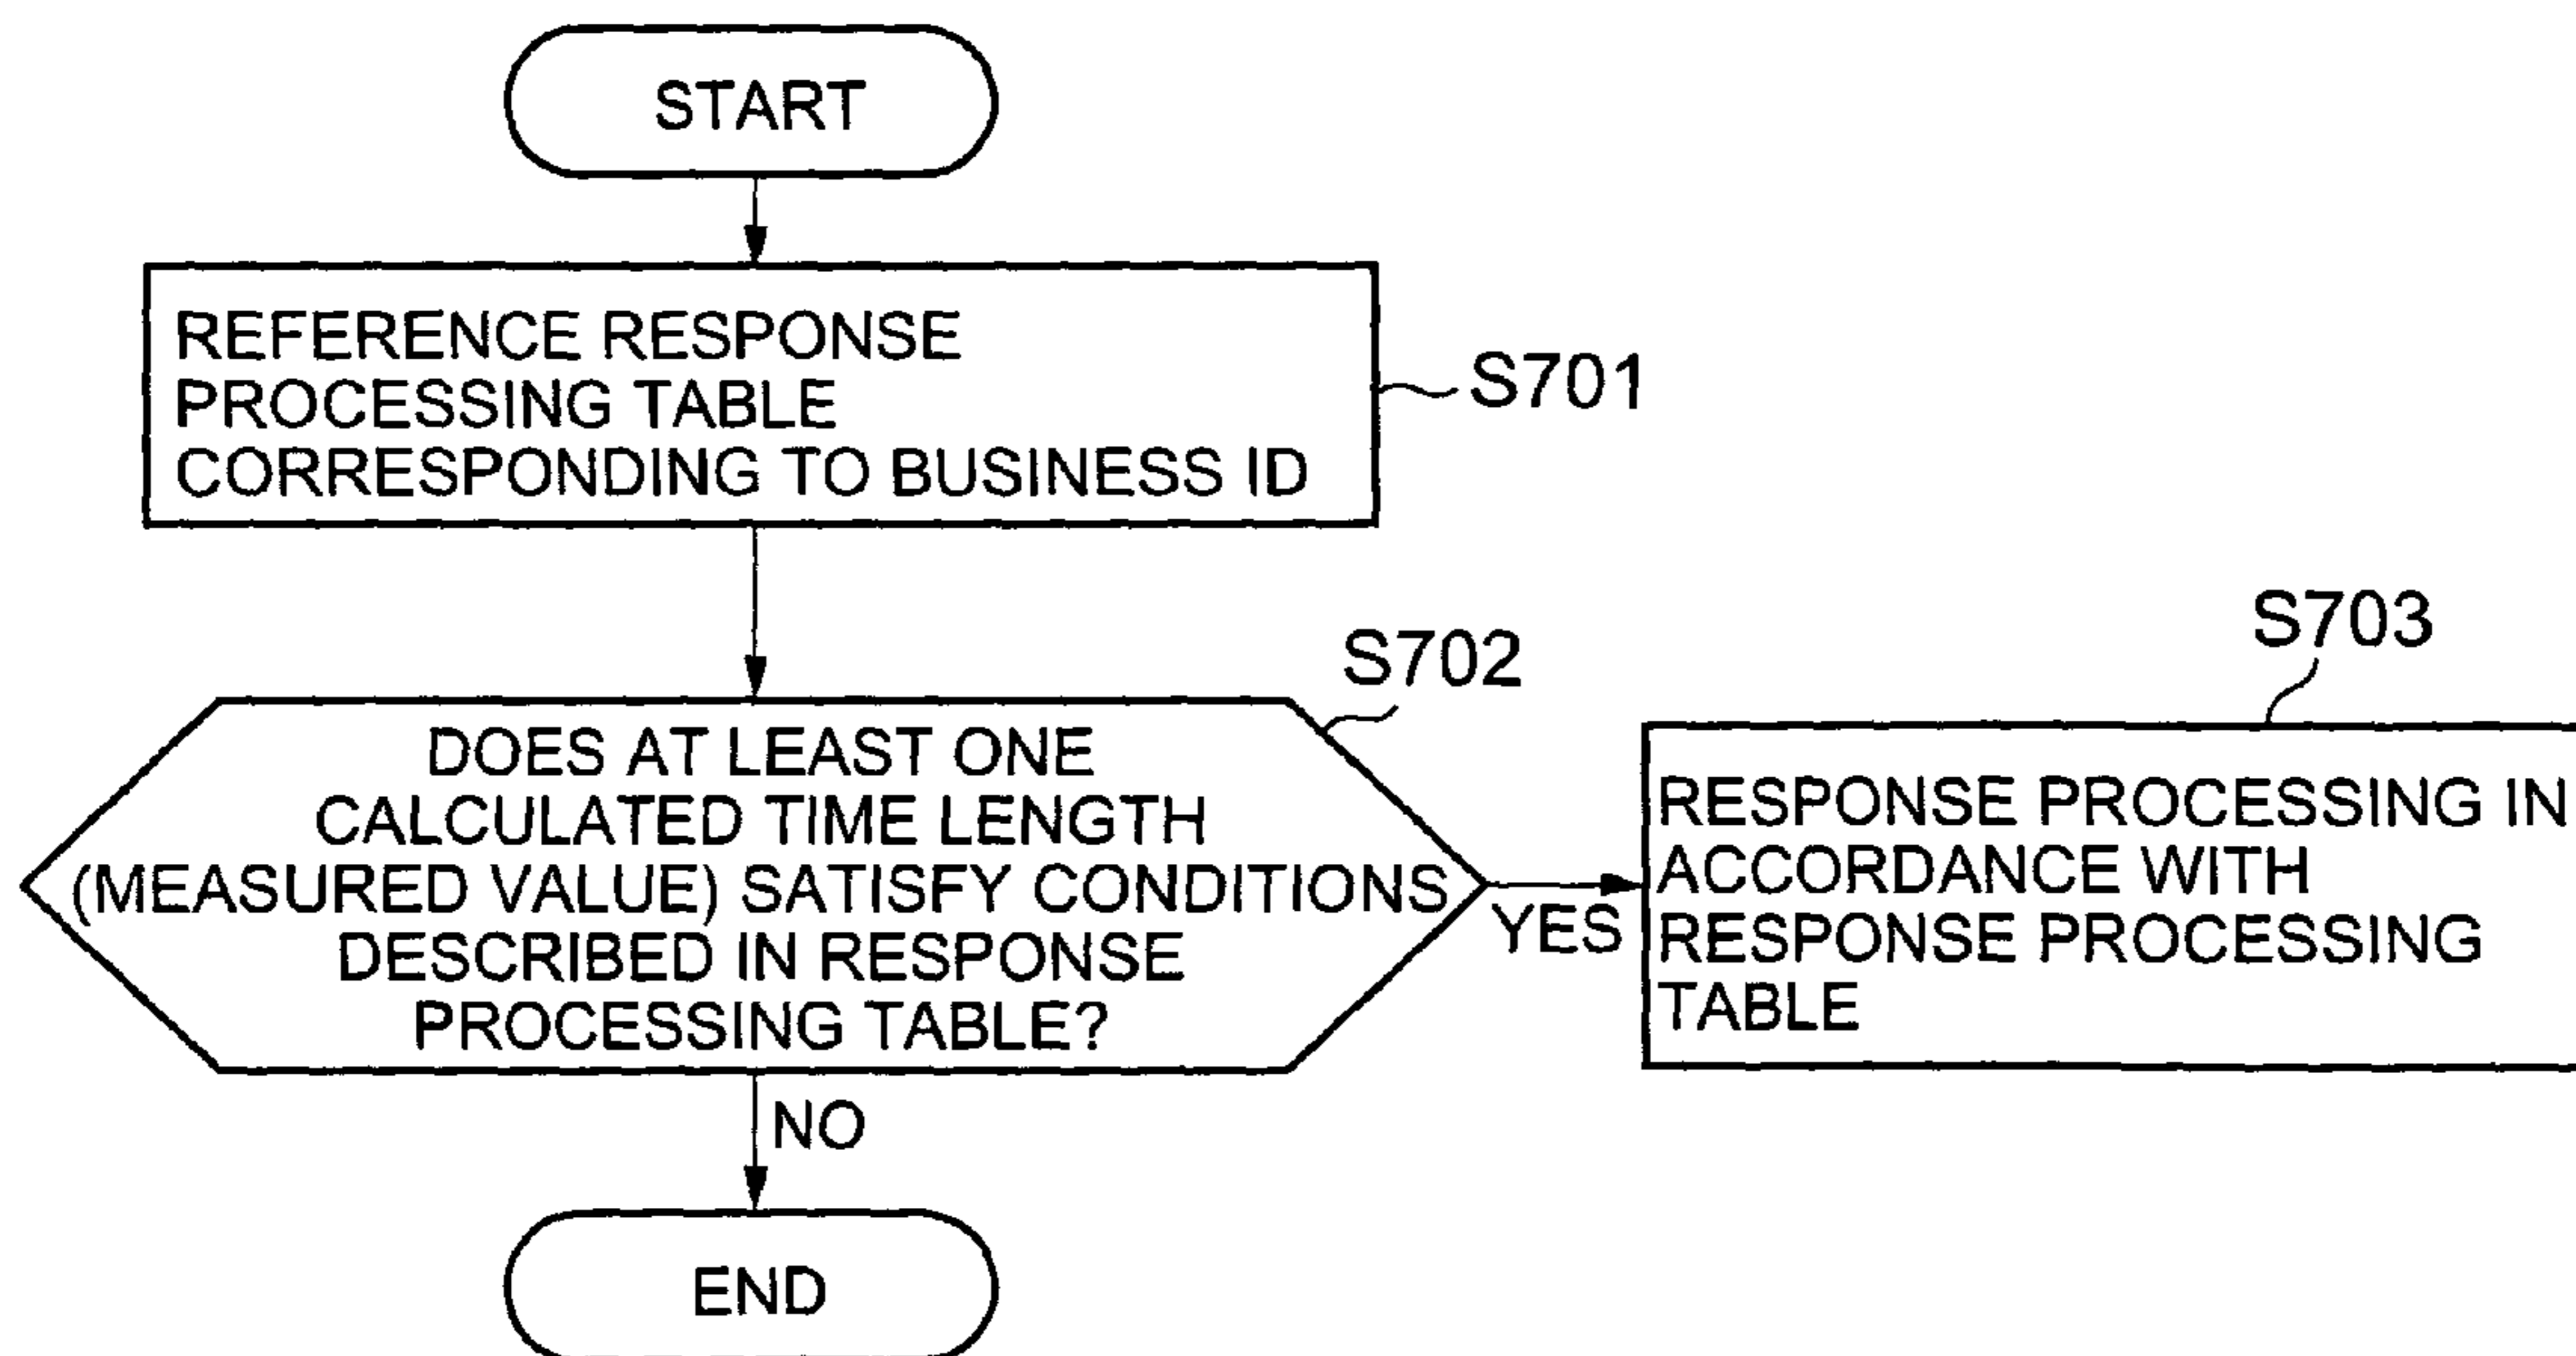 START
REFERENCE RESPONSE
PROCESSING TABLE
CORRESPONDING TO BUSINESS ID
S701
S702
DOES AT LEAST ONE
CALCULATED TIME LENGTH
(MEASURED VALUE) SATISFY CONDITIONS
DESCRIBED IN RESPONSE
PROCESSING TABLE?
YES
S703
RESPONSE PROCESSING IN
ACCORDANCE WITH
RESPONSE PROCESSING
TABLE
NO
END